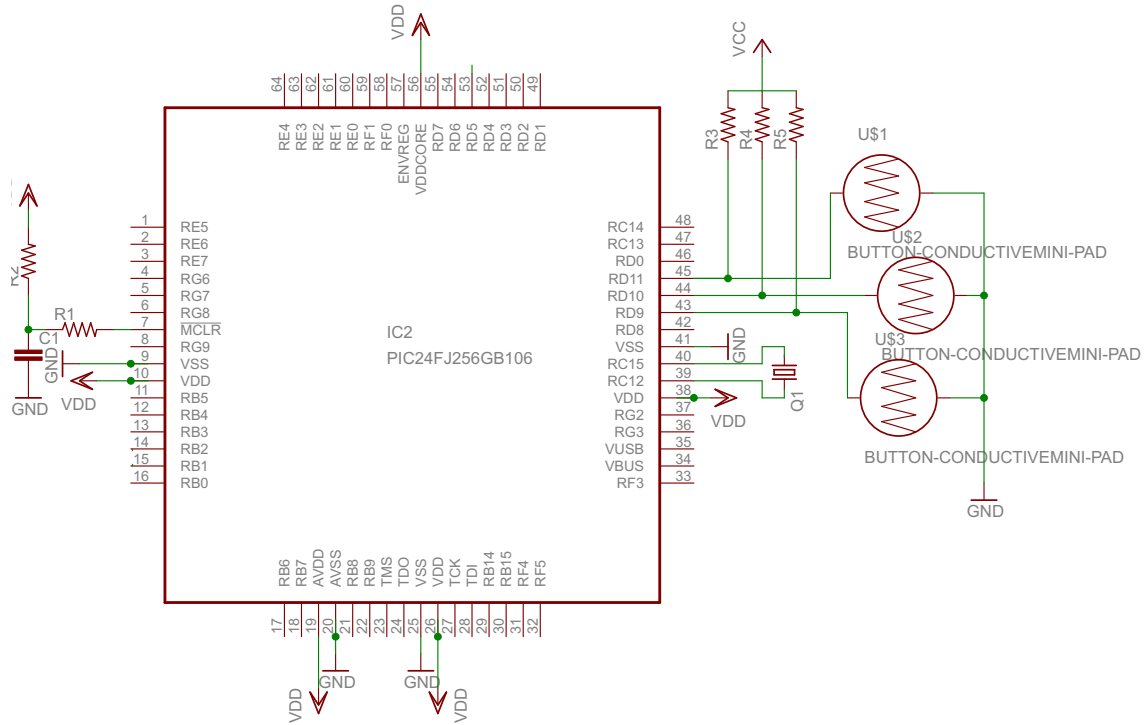 VDD
VCC
64 63 62 61 60 59 58 57 56 55 54 53 52 51 50 49
RE4 RE3 RE2 RE1 RE0 RF1 RF0 ENVREG VDDCORE RD7 RD6 RD5 RD4 RD3 RD2 RD1
R3 R4 R5
U$1
1 RE5 RC14 48
2 RE6 RC13 47
3 RE7 RD0 46
4 RG6 RD11 45
5 RG7 RD10 44
6 RG8 RD9 43
7 MCLR RD8 42
8 RG9 VSS 41
9 VSS RC15 40
10 VDD RC12 39
11 RB5 VDD 38
12 RB4 RG2 37
13 RB3 RG3 36
14 RB2 VUSB 35
15 RB1 VBUS 34
16 RB0 RF3 33
R2
R1
C1
GND
GND
VDD
IC2
PIC24FJ256GB106
U$2
BUTTON-CONDUCTIVEMINI-PAD
GND
Q1
VDD
U$3
BUTTON-CONDUCTIVEMINI-PAD
BUTTON-CONDUCTIVEMINI-PAD
GND
RB6 RB7 AVDD AVSS RB8 RB9 TMS TDO VSS VDD TCK TDI RB14 RB15 RF4 RF5
17 18 19 20 21 22 23 24 25 26 27 28 29 30 31 32
GND GND
VDD VDD